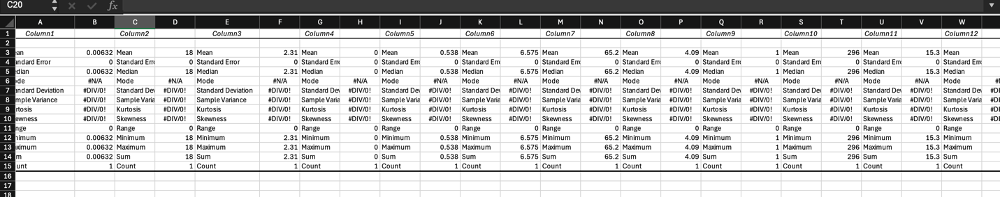 C20 fx
A B C D E F G H I J K L M N O P Q R S T U V W
1 Column1 Column2 Column3 Column4 Column5 Column6 Column7 Column8 Column9 Column10 Column11 Column12
2
3 ean 0.00632 Mean 18 Mean 2.31 Mean 0 Mean 0.538 Mean 6.575 Mean 65.2 Mean 4.09 Mean 1 Mean 296 Mean 15.3 Mean
4 andard Error 0 Standard Erro 0 Standard Error 0 Standard Erro 0 Standard Erro 0 Standard Erro 0 Standard Erro 0 Standard Erro 0 Standard Erro 0 Standard Erro 0 Standard Erro 0 Standard Erro
5 edian 0.00632 Median 18 Median 2.31 Median 0 Median 0.538 Median 6.575 Median 65.2 Median 4.09 Median 1 Median 296 Median 15.3 Median
6 ode #N/A Mode #N/A Mode #N/A Mode #N/A Mode #N/A Mode #N/A Mode #N/A Mode #N/A Mode #N/A Mode #N/A Mode #N/A Mode
7 andard Deviation #DIV/0! Standard Dev #DIV/0! Standard Deviation #DIV/0! Standard Dev #DIV/0! Standard Dev #DIV/0! Standard Dev #DIV/0! Standard Dev #DIV/0! Standard Dev #DIV/0! Standard Dev #DIV/0! Standard Dev #DIV/0! Standard Dev #DIV/0! Standard Dev
8 mple Variance #DIV/0! Sample Varia #DIV/0! Sample Variance #DIV/0! Sample Varia #DIV/0! Sample Varia #DIV/0! Sample Varia #DIV/0! Sample Varia #DIV/0! Sample Varia #DIV/0! Sample Varia #DIV/0! Sample Varia #DIV/0! Sample Varia #DIV/0! Sample Varia
9 rtosis #DIV/0! Kurtosis #DIV/0! Kurtosis #DIV/0! Kurtosis #DIV/0! Kurtosis #DIV/0! Kurtosis #DIV/0! Kurtosis #DIV/0! Kurtosis #DIV/0! Kurtosis #DIV/0! Kurtosis #DIV/0! Kurtosis #DIV/0! Kurtosis
10 ewness #DIV/0! Skewness #DIV/0! Skewness #DIV/0! Skewness #DIV/0! Skewness #DIV/0! Skewness #DIV/0! Skewness #DIV/0! Skewness #DIV/0! Skewness #DIV/0! Skewness #DIV/0! Skewness #DIV/0! Skewness
11 nge 0 Range 0 Range 0 Range 0 Range 0 Range 0 Range 0 Range 0 Range 0 Range 0 Range 0 Range
12 nimum 0.00632 Minimum 18 Minimum 2.31 Minimum 0 Minimum 0.538 Minimum 6.575 Minimum 65.2 Minimum 4.09 Minimum 1 Minimum 296 Minimum 15.3 Minimum
13 aximum 0.00632 Maximum 18 Maximum 2.31 Maximum 0 Maximum 0.538 Maximum 6.575 Maximum 65.2 Maximum 4.09 Maximum 1 Maximum 296 Maximum 15.3 Maximum
14 m 0.00632 Sum 18 Sum 2.31 Sum 0 Sum 0.538 Sum 6.575 Sum 65.2 Sum 4.09 Sum 1 Sum 296 Sum 15.3 Sum
15 unt 1 Count 1 Count 1 Count 1 Count 1 Count 1 Count 1 Count 1 Count 1 Count 1 Count 1 Count
16
17
18